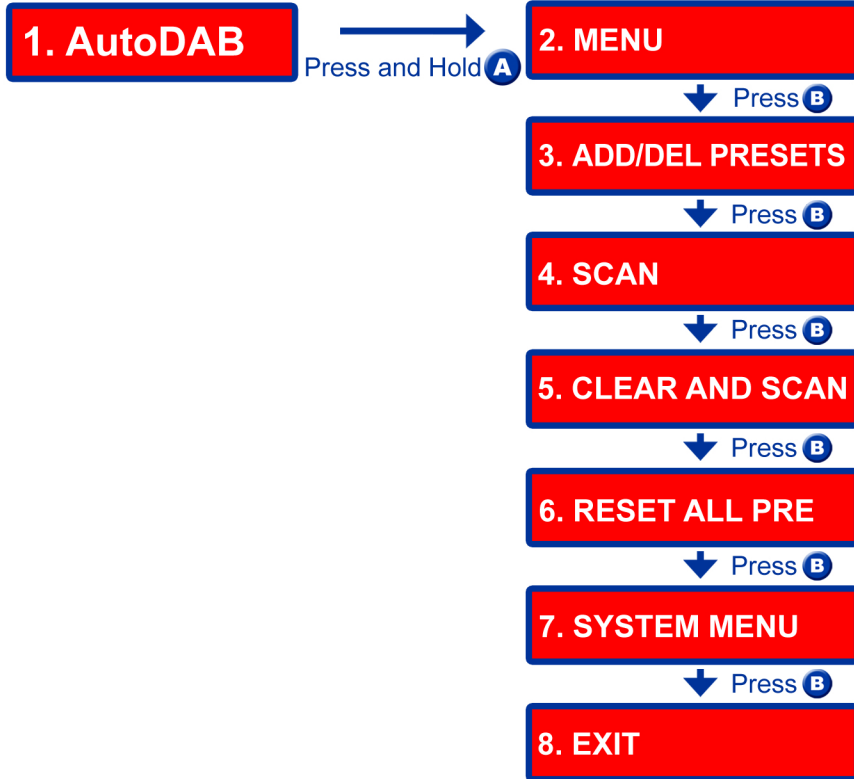 1. AutoDAB
Press and Hold A
2. MENU
Press B
3. ADD/DEL PRESETS
Press B
4. SCAN
Press B
5. CLEAR AND SCAN
Press B
6. RESET ALL PRE
Press B
7. SYSTEM MENU
Press B
8. EXIT